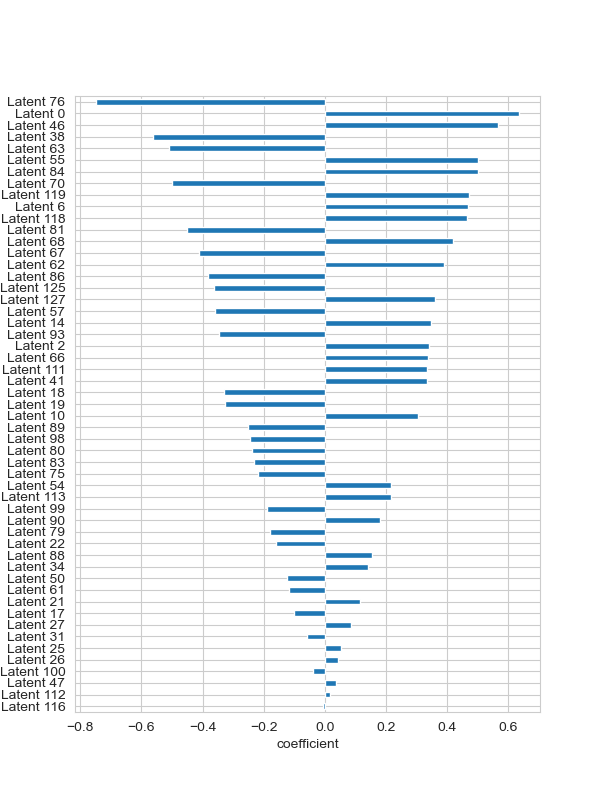 Latent 76
Latent 0
Latent 46
Latent 38
Latent 63
Latent 55
Latent 84
Latent 70
Latent 119
Latent 6
Latent 118
Latent 81
Latent 68
Latent 67
Latent 62
Latent 86
Latent 125
Latent 127
Latent 57
Latent 14
Latent 93
Latent 2
Latent 66
Latent 111
Latent 41
Latent 18
Latent 19
Latent 10
Latent 89
Latent 98
Latent 80
Latent 83
Latent 75
Latent 54
Latent 113
Latent 99
Latent 90
Latent 79
Latent 22
Latent 88
Latent 34
Latent 50
Latent 61
Latent 21
Latent 17
Latent 27
Latent 31
Latent 25
Latent 26
Latent 100
Latent 47
Latent 112
Latent 116
−0.8 −0.6 −0.4 −0.2 0.0 0.2 0.4 0.6
coefficient